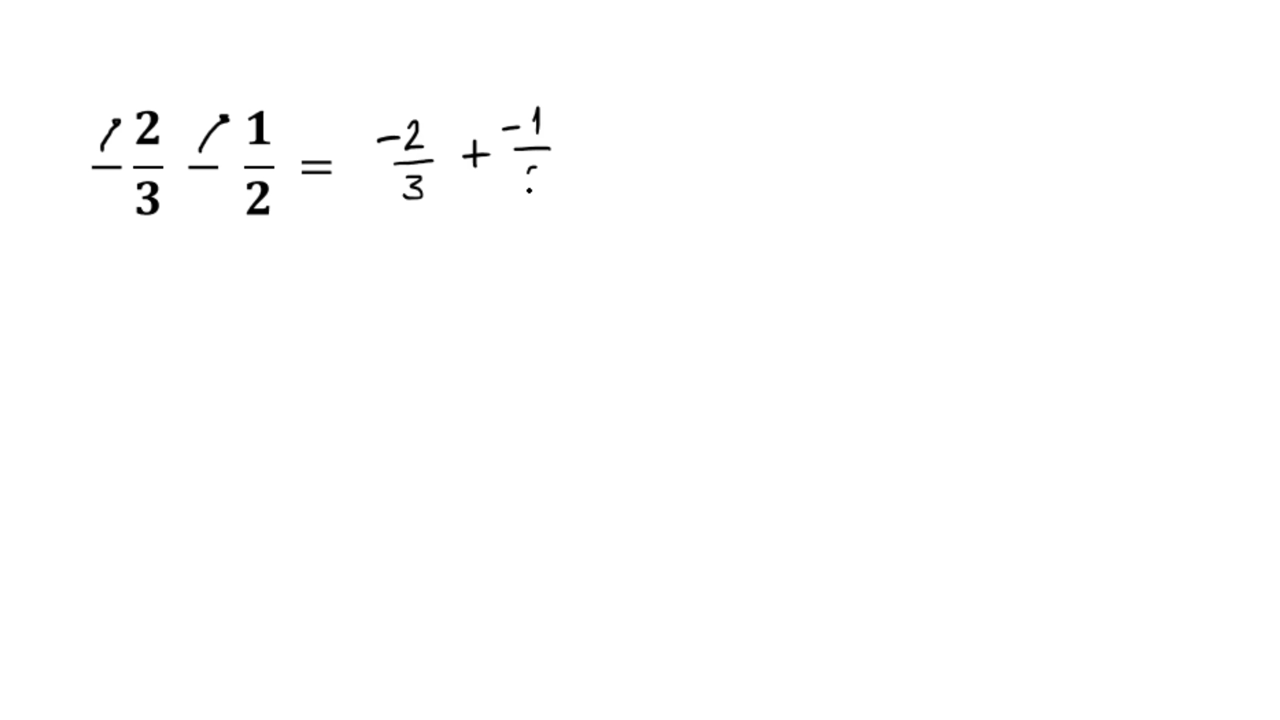 -2/3 - 1/2 = -2/3 + -1/